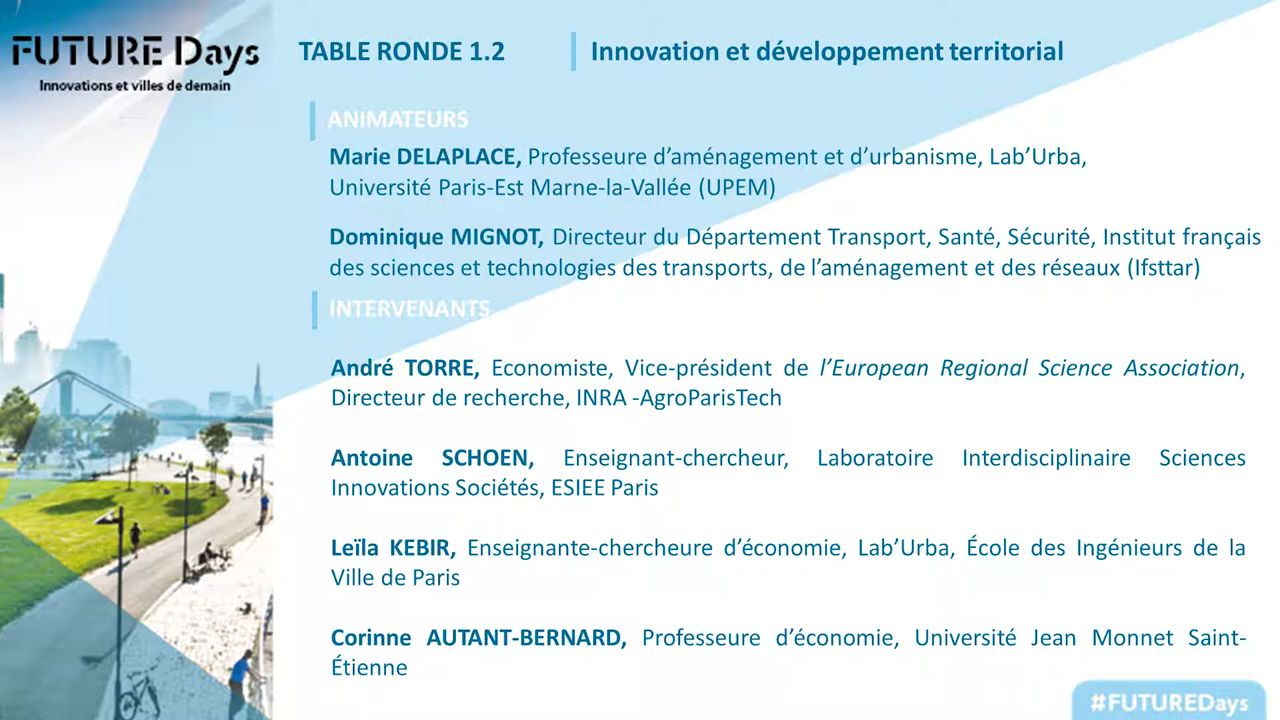 FUTURE Days
Innovations et villes de demain
TABLE RONDE 1.2
Innovation et développement territorial
ANIMATEURS
Marie DELAPLACE, Professeure d’aménagement et d’urbanisme, Lab’Urba,
Université Paris-Est Marne-la-Vallée (UPEM)
Dominique MIGNOT, Directeur du Département Transport, Santé, Sécurité, Institut français
des sciences et technologies des transports, de l’aménagement et des réseaux (Ifsttar)
INTERVENANTS
André TORRE, Economiste, Vice-président de l’European Regional Science Association,
Directeur de recherche, INRA -AgroParisTech
Antoine SCHOEN, Enseignant-chercheur, Laboratoire Interdisciplinaire Sciences
Innovations Sociétés, ESIEE Paris
Leïla KEBIR, Enseignante-chercheure d’économie, Lab’Urba, École des Ingénieurs de la
Ville de Paris
Corinne AUTANT-BERNARD, Professeure d’économie, Université Jean Monnet Saint-
Étienne
#FUTUREDays